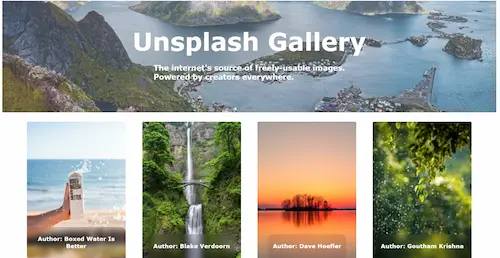 Unsplash Gallery
The internet's source of freely-usable images.
Powered by creators everywhere.
Author: Boxed Water Is
Better
Author: Blake Verdoorn
Author: Dave Hoefler
Author: Goutham Krishna